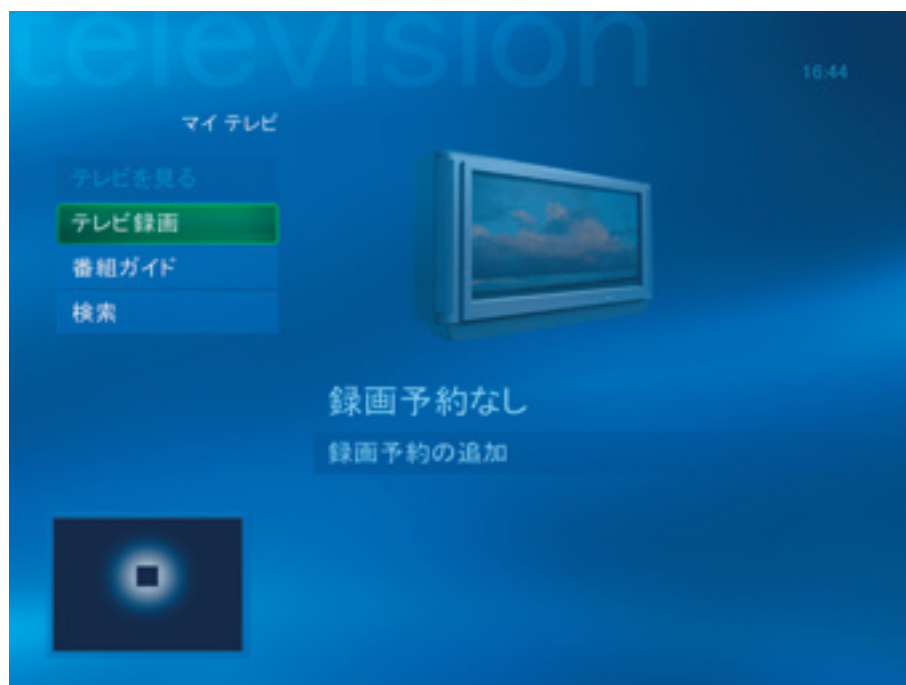 television
16:44
マイ テレビ
テレビを見る
テレビ録画
番組ガイド
検索
録画予約なし
録画予約の追加